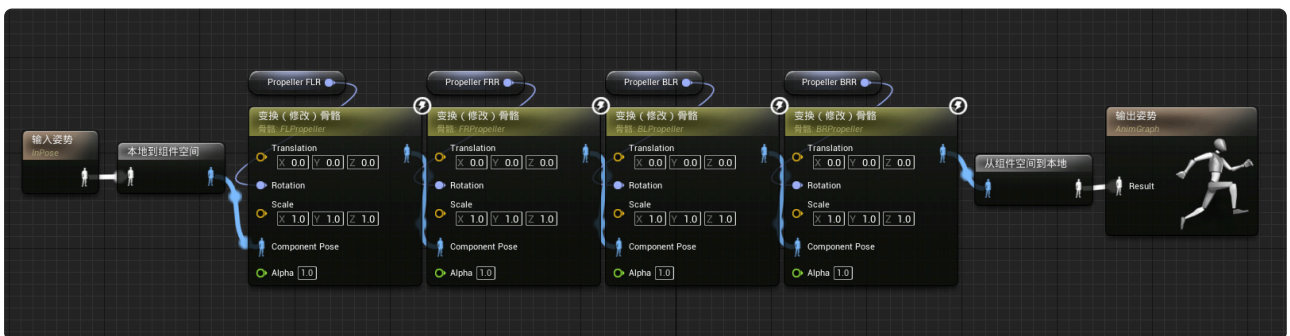 输入姿势
InPose
本地到组件空间
Propeller FLR
变换（修改）骨骼
骨骼: FLPropeller
Translation
X 0.0 Y 0.0 Z 0.0
Rotation
Scale
X 1.0 Y 1.0 Z 1.0
Component Pose
Alpha 1.0
Propeller FRR
变换（修改）骨骼
骨骼: FRPropeller
Translation
X 0.0 Y 0.0 Z 0.0
Rotation
Scale
X 1.0 Y 1.0 Z 1.0
Component Pose
Alpha 1.0
Propeller BLR
变换（修改）骨骼
骨骼: BLPropeller
Translation
X 0.0 Y 0.0 Z 0.0
Rotation
Scale
X 1.0 Y 1.0 Z 1.0
Component Pose
Alpha 1.0
Propeller BRR
变换（修改）骨骼
骨骼: BRPropeller
Translation
X 0.0 Y 0.0 Z 0.0
Rotation
Scale
X 1.0 Y 1.0 Z 1.0
Component Pose
Alpha 1.0
从组件空间到本地
输出姿势
AnimGraph
Result